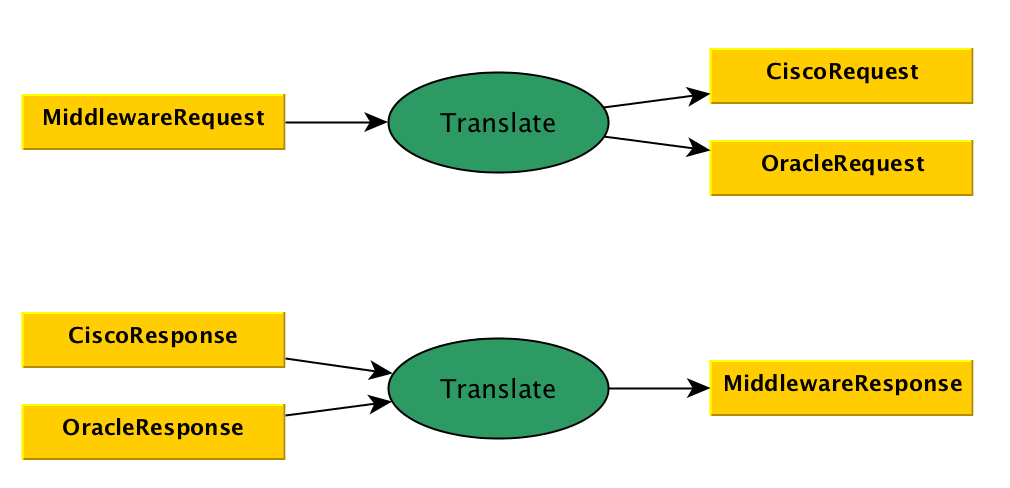 MiddlewareRequest
Translate
CiscoRequest
OracleRequest
CiscoResponse
OracleResponse
Translate
MiddlewareResponse